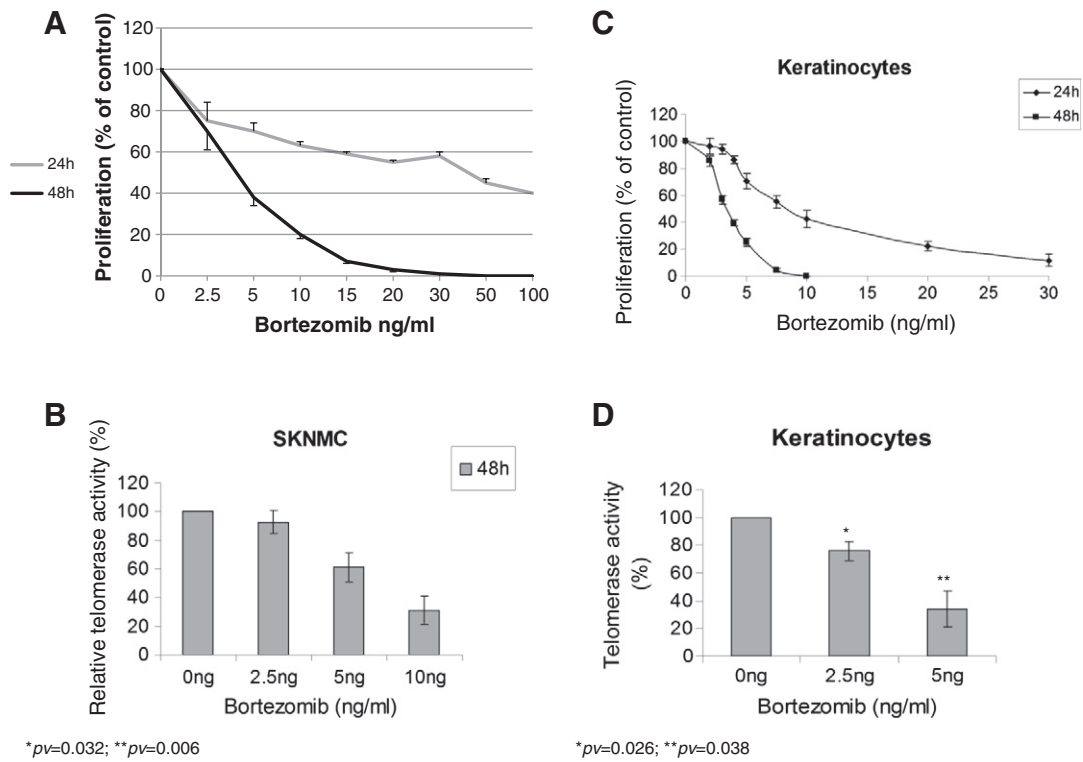 A
120
100
80
60
40
20
0
Proliferation (% of control)
24h
48h
0 2.5 5 10 15 20 30 50 100
Bortezomib ng/ml
C
Keratinocytes
24h
48h
120
100
80
60
40
20
0
Proliferation (% of control)
0 5 10 15 20 25 30
Bortezomib (ng/ml)
B
SKNMC
48h
Relative telomerase activity (%)
120
100
80
60
40
20
0
0ng 2.5ng 5ng 10ng
Bortezomib (ng/ml)
*pv=0.032; **pv=0.006
D
Keratinocytes
Telomerase activity
(%)
120
100
80
60
40
20
0
*
**
0ng 2.5ng 5ng
Bortezomib (ng/ml)
*pv=0.026; **pv=0.038